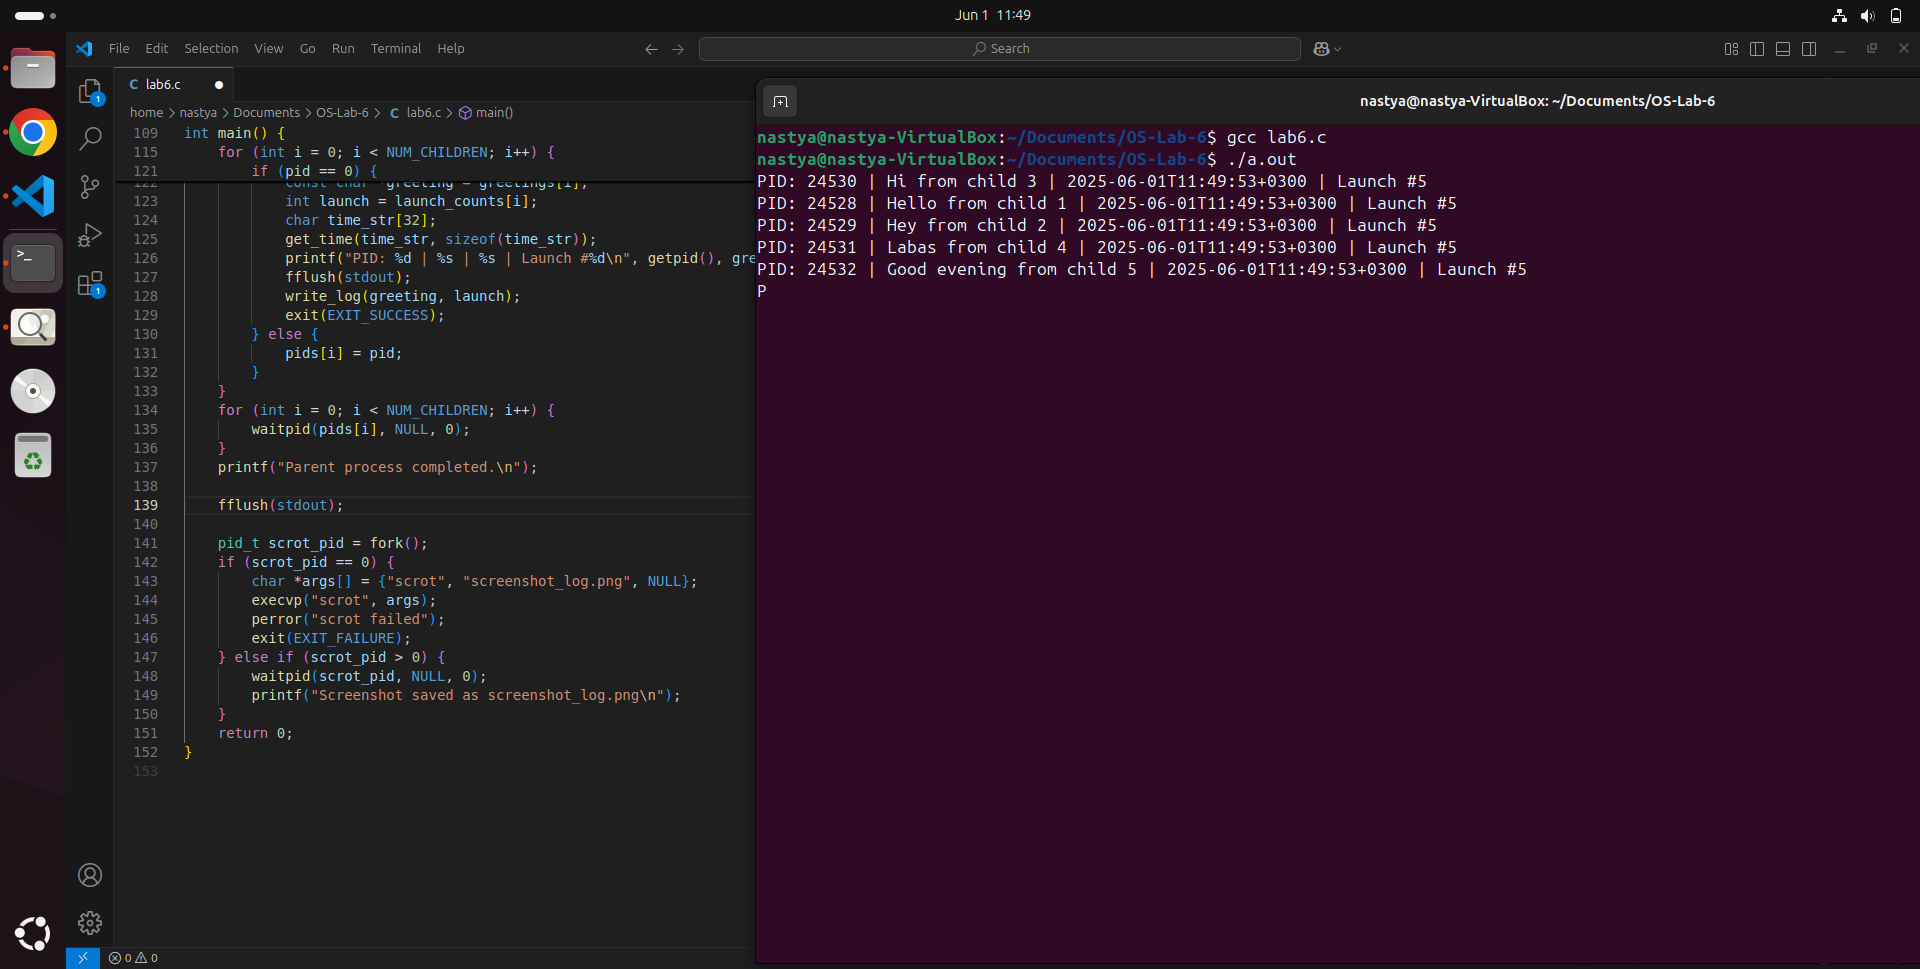 Jun 1 11:49
File Edit Selection View Go Run Terminal Help
Search
C lab6.c
home > nastya > Documents > OS-Lab-6 > C lab6.c > main()
109 int main() {
115 for (int i = 0; i < NUM_CHILDREN; i++) {
121 if (pid == 0) {
122 const char *greeting = greetings[i];
123 int launch = launch_counts[i];
124 char time_str[32];
125 get_time(time_str, sizeof(time_str));
126 printf("PID: %d | %s | %s | Launch #%d\n", getpid(), gre
127 fflush(stdout);
128 write_log(greeting, launch);
129 exit(EXIT_SUCCESS);
130 } else {
131 pids[i] = pid;
132 }
133 }
134 for (int i = 0; i < NUM_CHILDREN; i++) {
135 waitpid(pids[i], NULL, 0);
136 }
137 printf("Parent process completed.\n");
138
139 fflush(stdout);
140
141 pid_t scrot_pid = fork();
142 if (scrot_pid == 0) {
143 char *args[] = {"scrot", "screenshot_log.png", NULL};
144 execvp("scrot", args);
145 perror("scrot failed");
146 exit(EXIT_FAILURE);
147 } else if (scrot_pid > 0) {
148 waitpid(scrot_pid, NULL, 0);
149 printf("Screenshot saved as screenshot_log.png\n");
150 }
151 return 0;
152 }
153
1
1
0 0
nastya@nastya-VirtualBox: ~/Documents/OS-Lab-6
nastya@nastya-VirtualBox:~/Documents/OS-Lab-6$ gcc lab6.c
nastya@nastya-VirtualBox:~/Documents/OS-Lab-6$ ./a.out
PID: 24530 | Hi from child 3 | 2025-06-01T11:49:53+0300 | Launch #5
PID: 24528 | Hello from child 1 | 2025-06-01T11:49:53+0300 | Launch #5
PID: 24529 | Hey from child 2 | 2025-06-01T11:49:53+0300 | Launch #5
PID: 24531 | Labas from child 4 | 2025-06-01T11:49:53+0300 | Launch #5
PID: 24532 | Good evening from child 5 | 2025-06-01T11:49:53+0300 | Launch #5
P